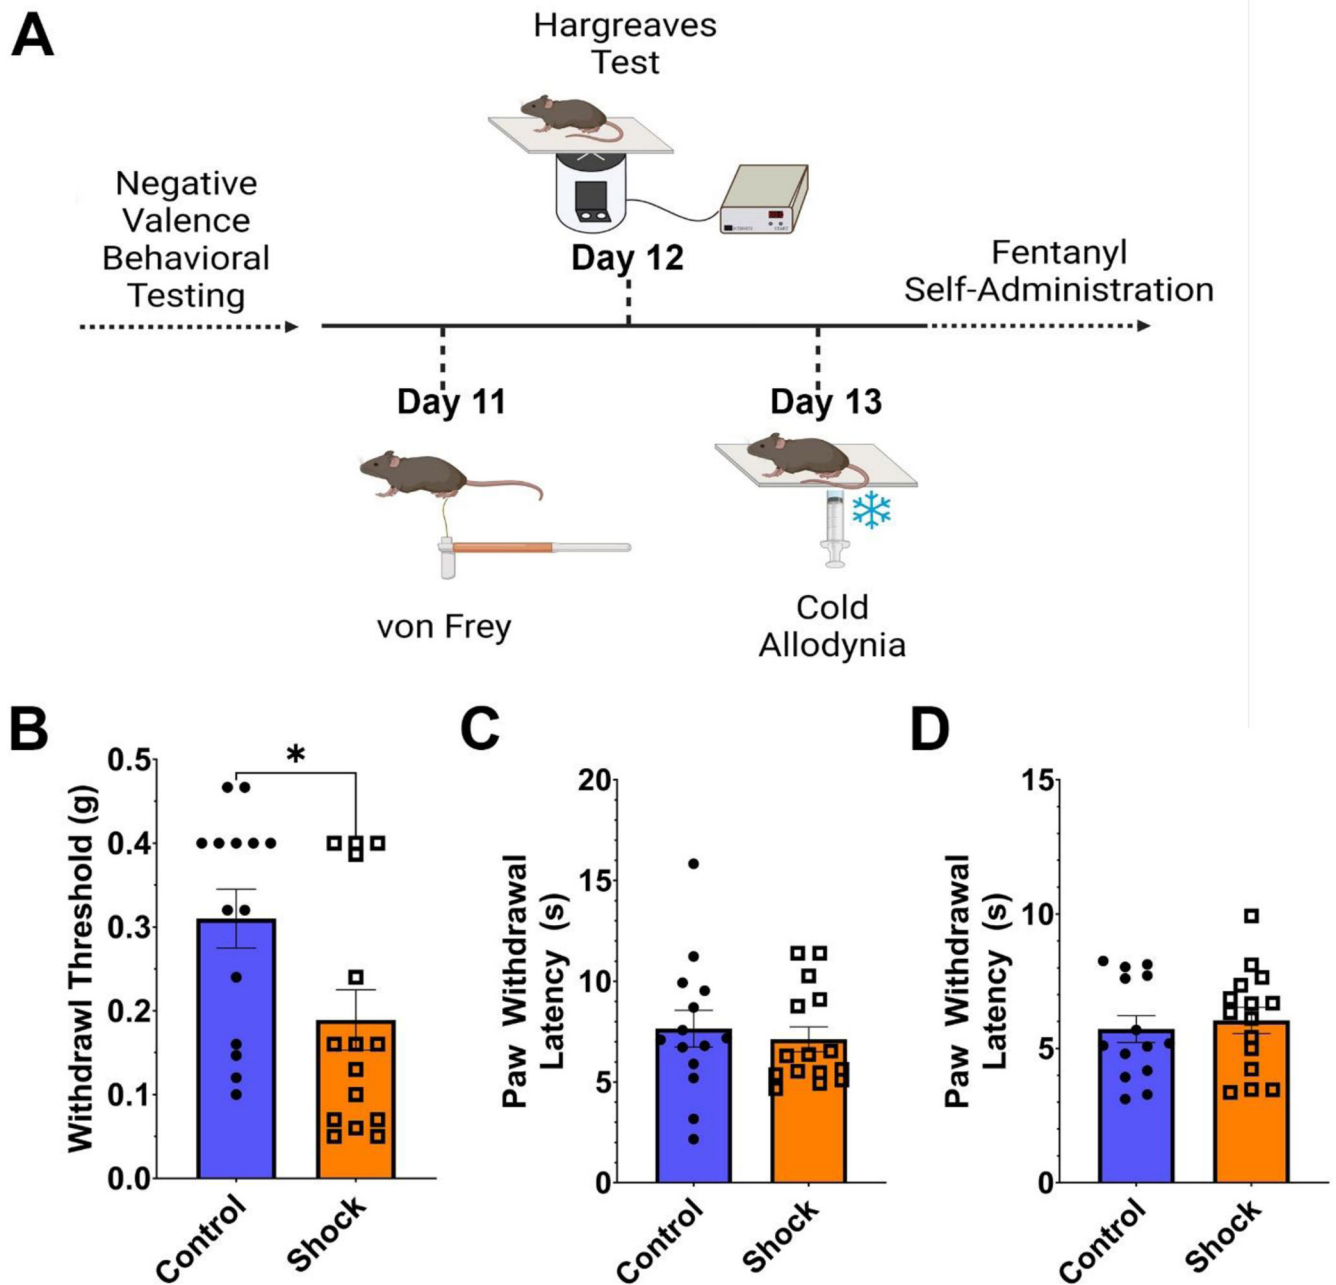 A
Hargreaves
Test
Negative
Valence
Behavioral
Testing
Day 12
Fentanyl
Self-Administration
Day 11
Day 13
von Frey
Cold
Allodynia
B
Withdrawl Threshold (g)
0.5
0.4
0.3
0.2
0.1
0.0
*
Control
Shock
C
Paw Withdrawal
Latency (s)
20
15
10
5
0
Control
Shock
D
Paw Withdrawal
Latency (s)
15
10
5
0
Control
Shock